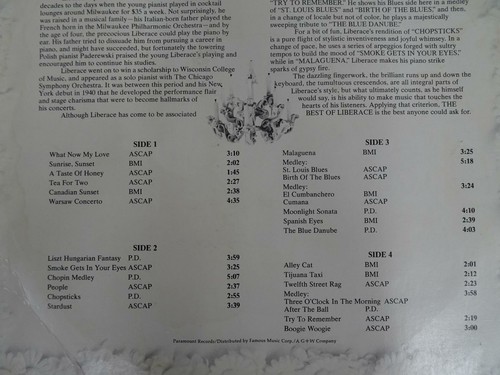 decades to the days when the young pianist played in cocktail
lounges around Milwaukee for $35 a week. Not surprisingly, he
was raised in a musical family — his Italian-born father played the
French horn in the Milwaukee Philharmonic Orchestra — and by
the age of four, the precocious Liberace could play the piano by
ear. His father tried to dissuade him from pursuing a career in
piano, and might have succeeded, but fortunately the towering
Polish pianist Paderewski praised the young Liberace's playing and
encouraged him to continue his studies.
Liberace went on to win a scholarship to Wisconsin College
of Music, and appeared as a solo pianist with The Chicago
Symphony Orchestra. It was between this period and his New
York debut in 1940 that he developed the performance flair
and stage charisma that were to become hallmarks of
his concerts.
Although Liberace has come to be associated
"TRY TO REMEMBER." He shows his Blues side here in a medley
of "ST. LOUIS BLUES" and "BIRTH OF THE BLUES," and then,
in a change of locale but not of color, he plays a majestically
sweeping tribute to "THE BLUE DANUBE."
For a bit of fun, Liberace's rendition of "CHOPSTICKS" is
a pure flight of stylistic inventiveness and joyful whimsey. In a
change of pace, he uses a series of arpeggios forged with sultry
tempos to build the mood of "SMOKE GETS IN YOUR EYES,"
while in "MALAGUENA," Liberace makes his piano strike
sparks of gypsy fire.
The dazzling fingerwork, the brilliant runs up and down the
keyboard, the tumultuous crescendos, are all integral parts of
Liberace's style, but what ultimately counts, as he himself
would say, is his ability to make music that touches the
hearts of his listeners. Applying that criterion, THE
BEST OF LIBERACE is the best anyone could ask for.
SIDE 1
What Now My Love ASCAP 3:10
Sunrise, Sunset BMI 2:02
A Taste Of Honey ASCAP 1:45
Tea For Two ASCAP 2:27
Canadian Sunset BMI 2:38
Warsaw Concerto ASCAP 4:35
SIDE 2
Liszt Hungarian Fantasy P.D. 3:59
Smoke Gets In Your Eyes ASCAP 3:25
Chopin Medley P.D. 5:07
People ASCAP 2:37
Chopsticks P.D. 2:55
Stardust ASCAP 3:39
SIDE 3
Malaguena BMI 3:25
Medley: 5:18
St. Louis Blues ASCAP
Birth Of The Blues ASCAP
Medley: 3:24
El Cumbanchero BMI
Cumana ASCAP
Moonlight Sonata P.D. 4:10
Spanish Eyes BMI 2:39
The Blue Danube P.D. 4:03
SIDE 4
Alley Cat BMI 2:01
Tijuana Taxi BMI 2:12
Twelfth Street Rag ASCAP 2:23
Medley: 3:58
Three O'Clock In The Morning ASCAP
After The Ball P.D.
Try To Remember ASCAP 2:19
Boogie Woogie ASCAP 3:00
Paramount Records/Distributed by Famous Music Corp./A G+W Company